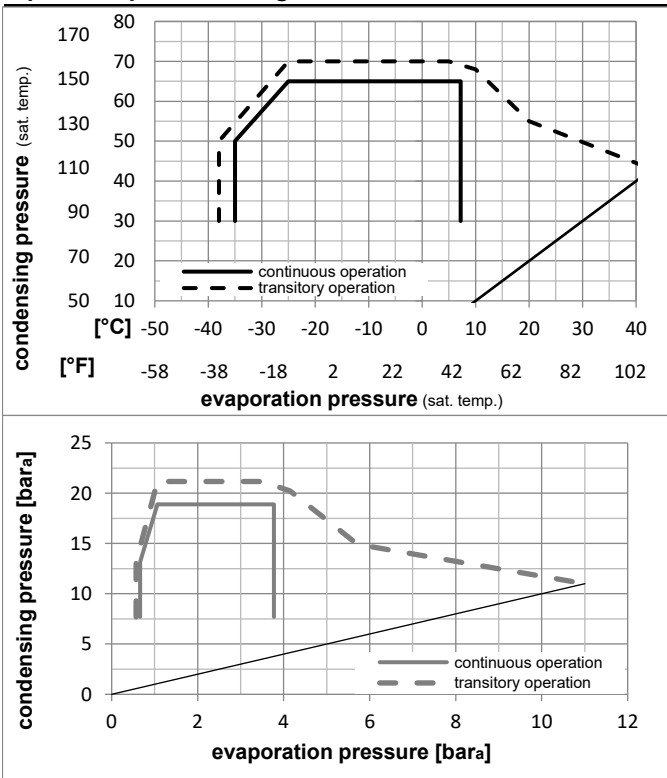 condensing pressure (sat. temp.)
170 80
150 70
130 60
110 50
90 40
70 30
50 20
10
continuous operation
transitory operation
[°C] -50 -40 -30 -20 -10 0 10 20 30 40
[°F] -58 -38 -18 2 22 42 62 82 102
evaporation pressure (sat. temp.)
condensing pressure [bara]
25
20
15
10
5
0
continuous operation
transitory operation
0 2 4 6 8 10 12
evaporation pressure [bara]